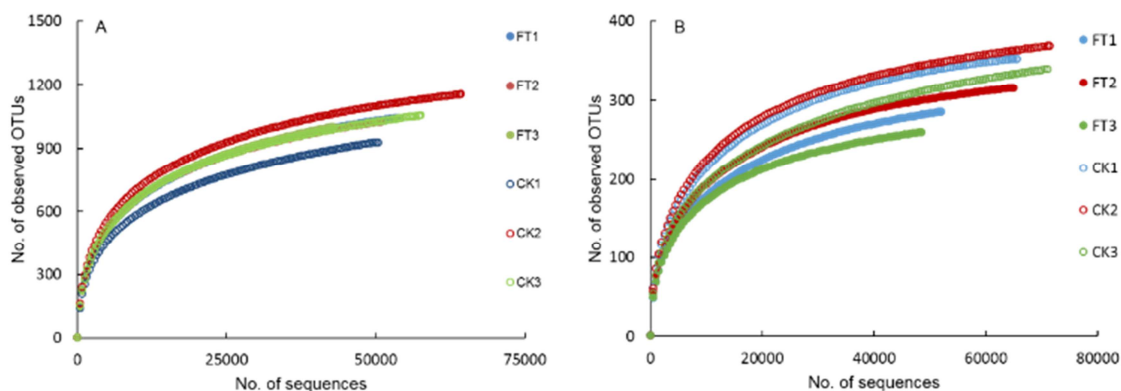 A
No. of observed OTUs
1500
1200
900
600
300
0
0
25000
50000
75000
No. of sequences
FT1
FT2
FT3
CK1
CK2
CK3
B
No. of observed OTUs
400
300
200
100
0
0
20000
40000
60000
80000
No. of sequences
FT1
FT2
FT3
CK1
CK2
CK3